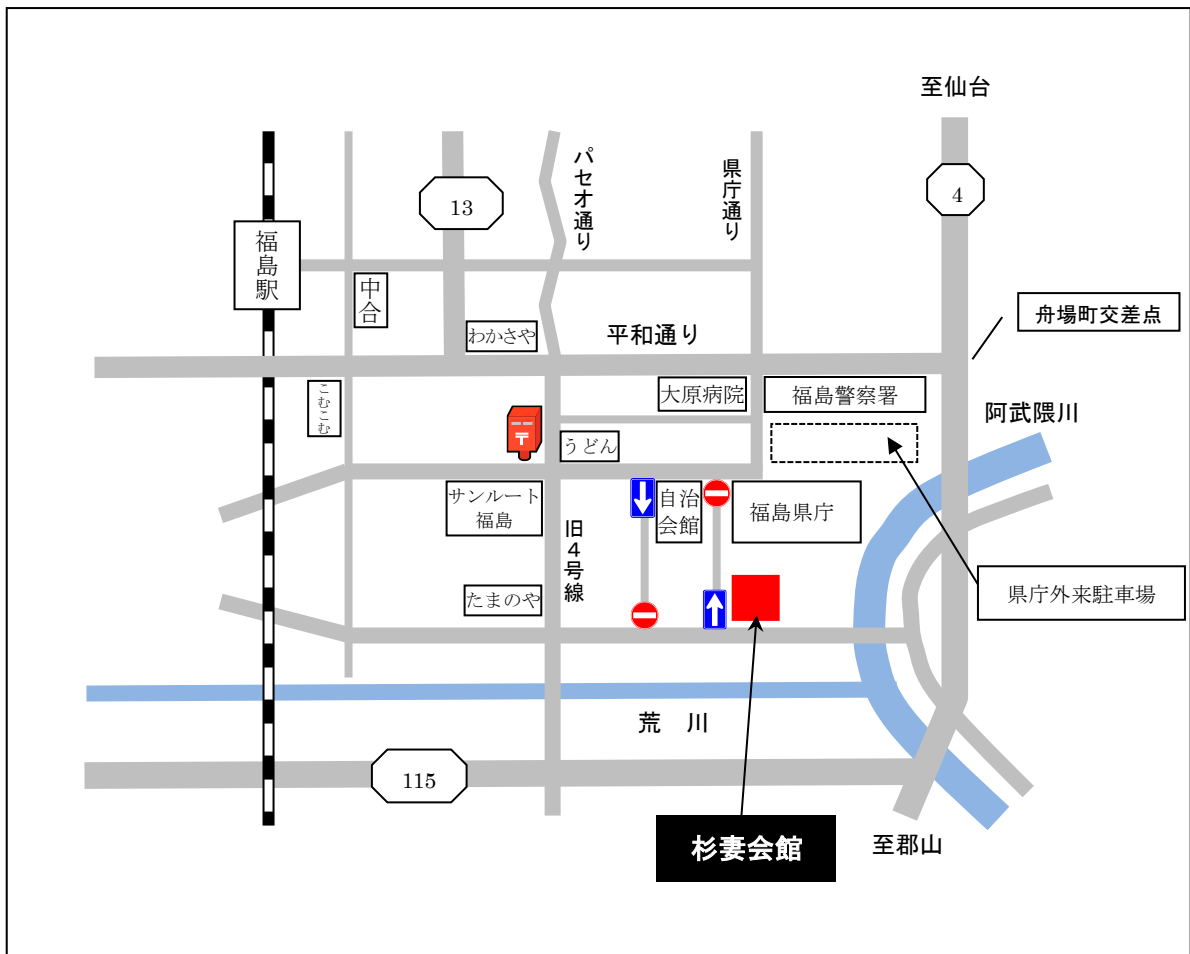 至仙台
パセオ通り
県庁通り
13
4
福島駅
中合
舟場町交差点
わかさや
平和通り
こむこむ
大原病院
福島警察署
阿武隈川
〒
うどん
サンルート
福島
自治
会館
福島県庁
旧4号線
県庁外来駐車場
たまのや
荒 川
115
杉妻会館
至郡山